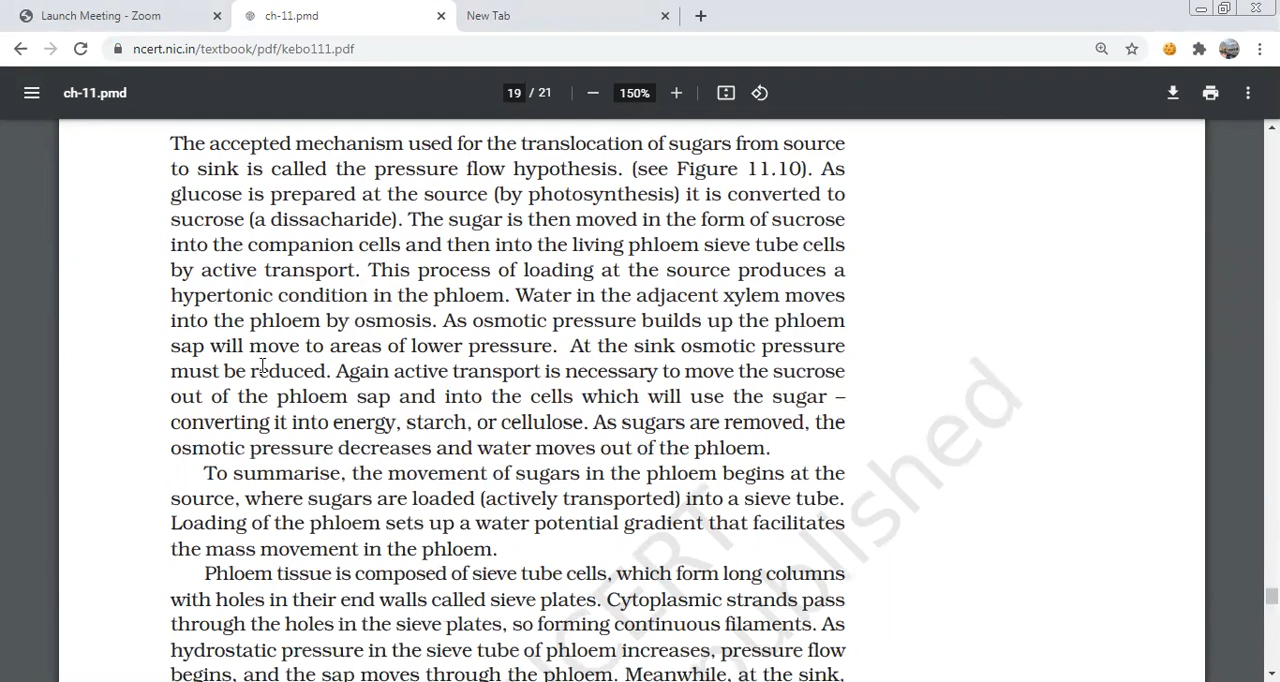 Launch Meeting - Zoom
ch-11.pmd
New Tab
ncert.nic.in/textbook/pdf/kebo111.pdf
ch-11.pmd
19 / 21
150%
The accepted mechanism used for the translocation of sugars from source
to sink is called the pressure flow hypothesis. (see Figure 11.10). As
glucose is prepared at the source (by photosynthesis) it is converted to
sucrose (a dissacharide). The sugar is then moved in the form of sucrose
into the companion cells and then into the living phloem sieve tube cells
by active transport. This process of loading at the source produces a
hypertonic condition in the phloem. Water in the adjacent xylem moves
into the phloem by osmosis. As osmotic pressure builds up the phloem
sap will move to areas of lower pressure. At the sink osmotic pressure
must be reduced. Again active transport is necessary to move the sucrose
out of the phloem sap and into the cells which will use the sugar –
converting it into energy, starch, or cellulose. As sugars are removed, the
osmotic pressure decreases and water moves out of the phloem.
To summarise, the movement of sugars in the phloem begins at the
source, where sugars are loaded (actively transported) into a sieve tube.
Loading of the phloem sets up a water potential gradient that facilitates
the mass movement in the phloem.
Phloem tissue is composed of sieve tube cells, which form long columns
with holes in their end walls called sieve plates. Cytoplasmic strands pass
through the holes in the sieve plates, so forming continuous filaments. As
hydrostatic pressure in the sieve tube of phloem increases, pressure flow
begins, and the sap moves through the phloem. Meanwhile, at the sink,